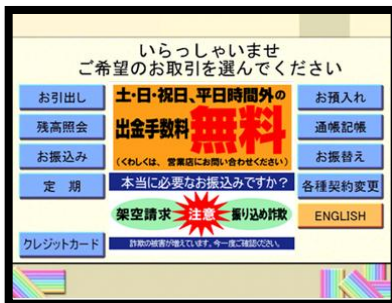 いらっしゃいませ
ご希望のお取引を選んでください
お引出し
残高照会
お振込み
定 期
クレジットカード
土・日・祝日、平日時間外の
出金手数料無料
(くわしくは、営業店にお問い合わせください)
本当に必要なお振込みですか?
架空請求 注意 振り込め詐欺
詐欺の被害が増えています。今一度ご確認ください。
お預入れ
通帳記帳
お振替え
各種契約変更
ENGLISH